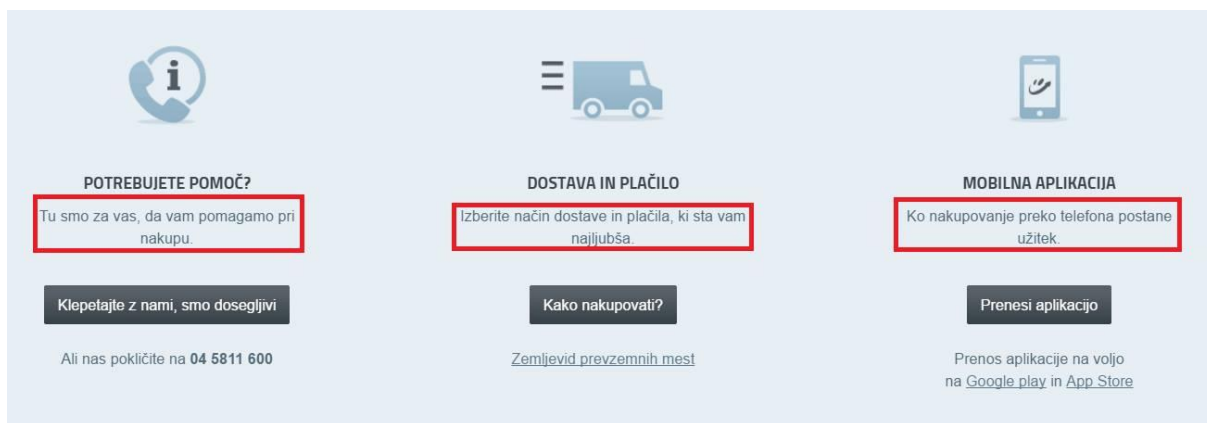 i
POTREBUJETE POMOČ?
Tu smo za vas, da vam pomagamo pri
nakupu.
Klepetajte z nami, smo dosegljivi
Ali nas pokličite na 04 5811 600
DOSTAVA IN PLAČILO
Izberite način dostave in plačila, ki sta vam
najljubša.
Kako nakupovati?
Zemljevid prevzemnih mest
MOBILNA APLIKACIJA
Ko nakupovanje preko telefona postane
užitek.
Prenesi aplikacijo
Prenos aplikacije na voljo
na Google play in App Store